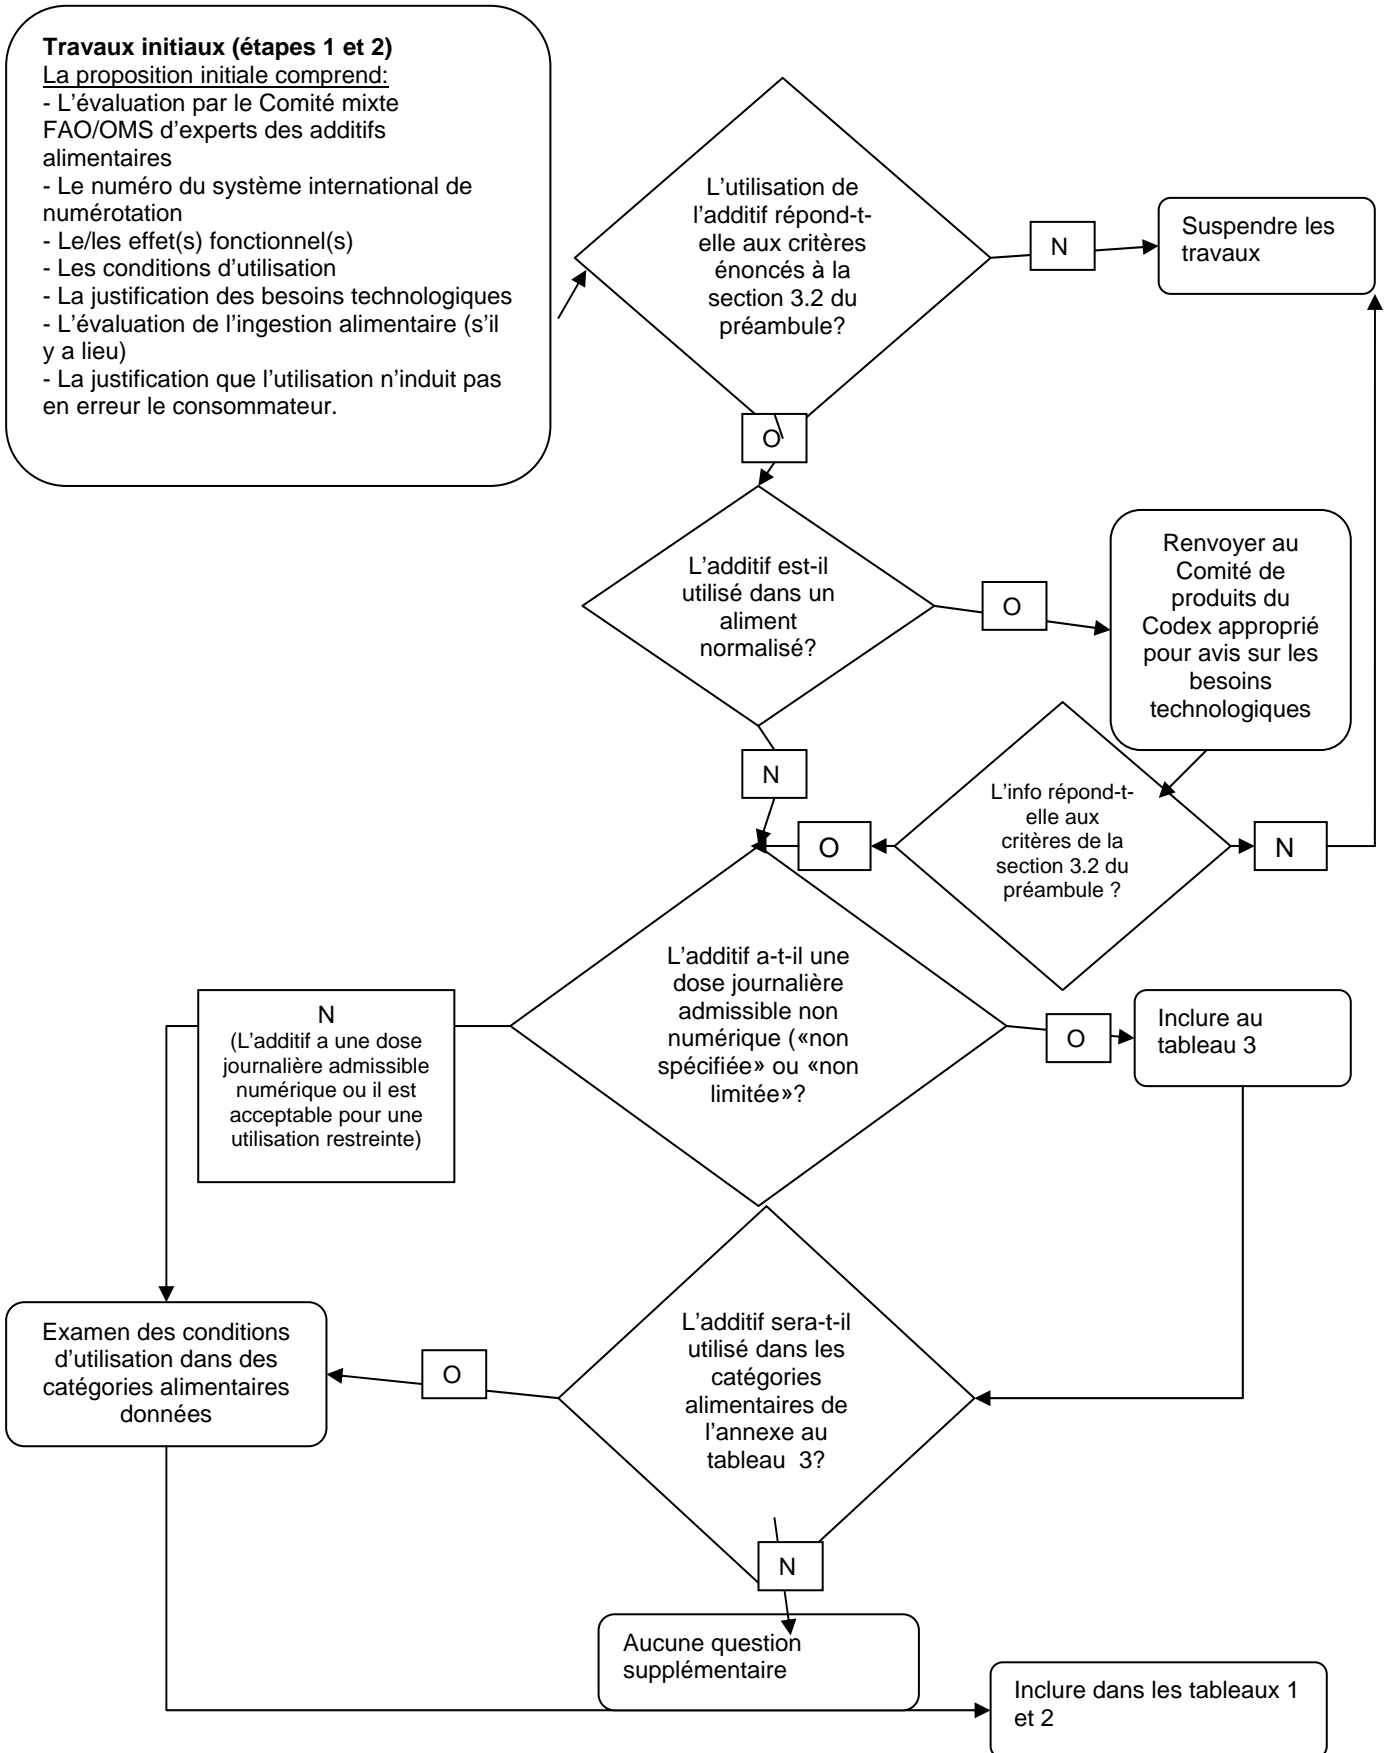 Travaux initiaux (étapes 1 et 2)
La proposition initiale comprend:
- L'évaluation par le Comité mixte
FAO/OMS d'experts des additifs
alimentaires
- Le numéro du système international de
numérotation
- Le/les effet(s) fonctionnel(s)
- Les conditions d'utilisation
- La justification des besoins technologiques
- L'évaluation de l'ingestion alimentaire (s'il
y a lieu)
- La justification que l'utilisation n'induit pas
en erreur le consommateur.
L'utilisation de
l'additif répond-t-
elle aux critères
énoncés à la
section 3.2 du
préambule?
N
Suspendre les
travaux
O
L'additif est-il
utilisé dans un
aliment
normalisé?
O
Renvoyer au
Comité de
produits du
Codex approprié
pour avis sur les
besoins
technologiques
N
L'info répond-t-
elle aux
critères de la
section 3.2 du
préambule ?
O
N
L'additif a-t-il une
dose journalière
admissible non
numérique («non
spécifiée» ou «non
limitée»?
N
(L'additif a une dose
journalière admissible
numérique ou il est
acceptable pour une
utilisation restreinte)
O
Inclure au
tableau 3
L'additif sera-t-il
utilisé dans les
catégories
alimentaires de
l'annexe au
tableau  3?
O
Examen des conditions
d'utilisation dans des
catégories alimentaires
données
N
Aucune question
supplémentaire
Inclure dans les tableaux 1
et 2